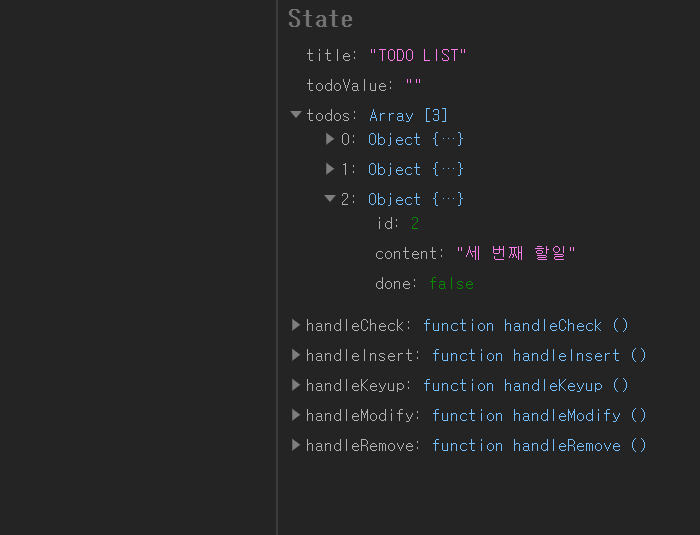 State
title: "TODO LIST"
todoValue: ""
todos: Array [3]
0: Object {…}
1: Object {…}
2: Object {…}
id: 2
content: "세 번째 할일"
done: false
handleCheck: function handleCheck ()
handleInsert: function handleInsert ()
handleKeyup: function handleKeyup ()
handleModify: function handleModify ()
handleRemove: function handleRemove ()